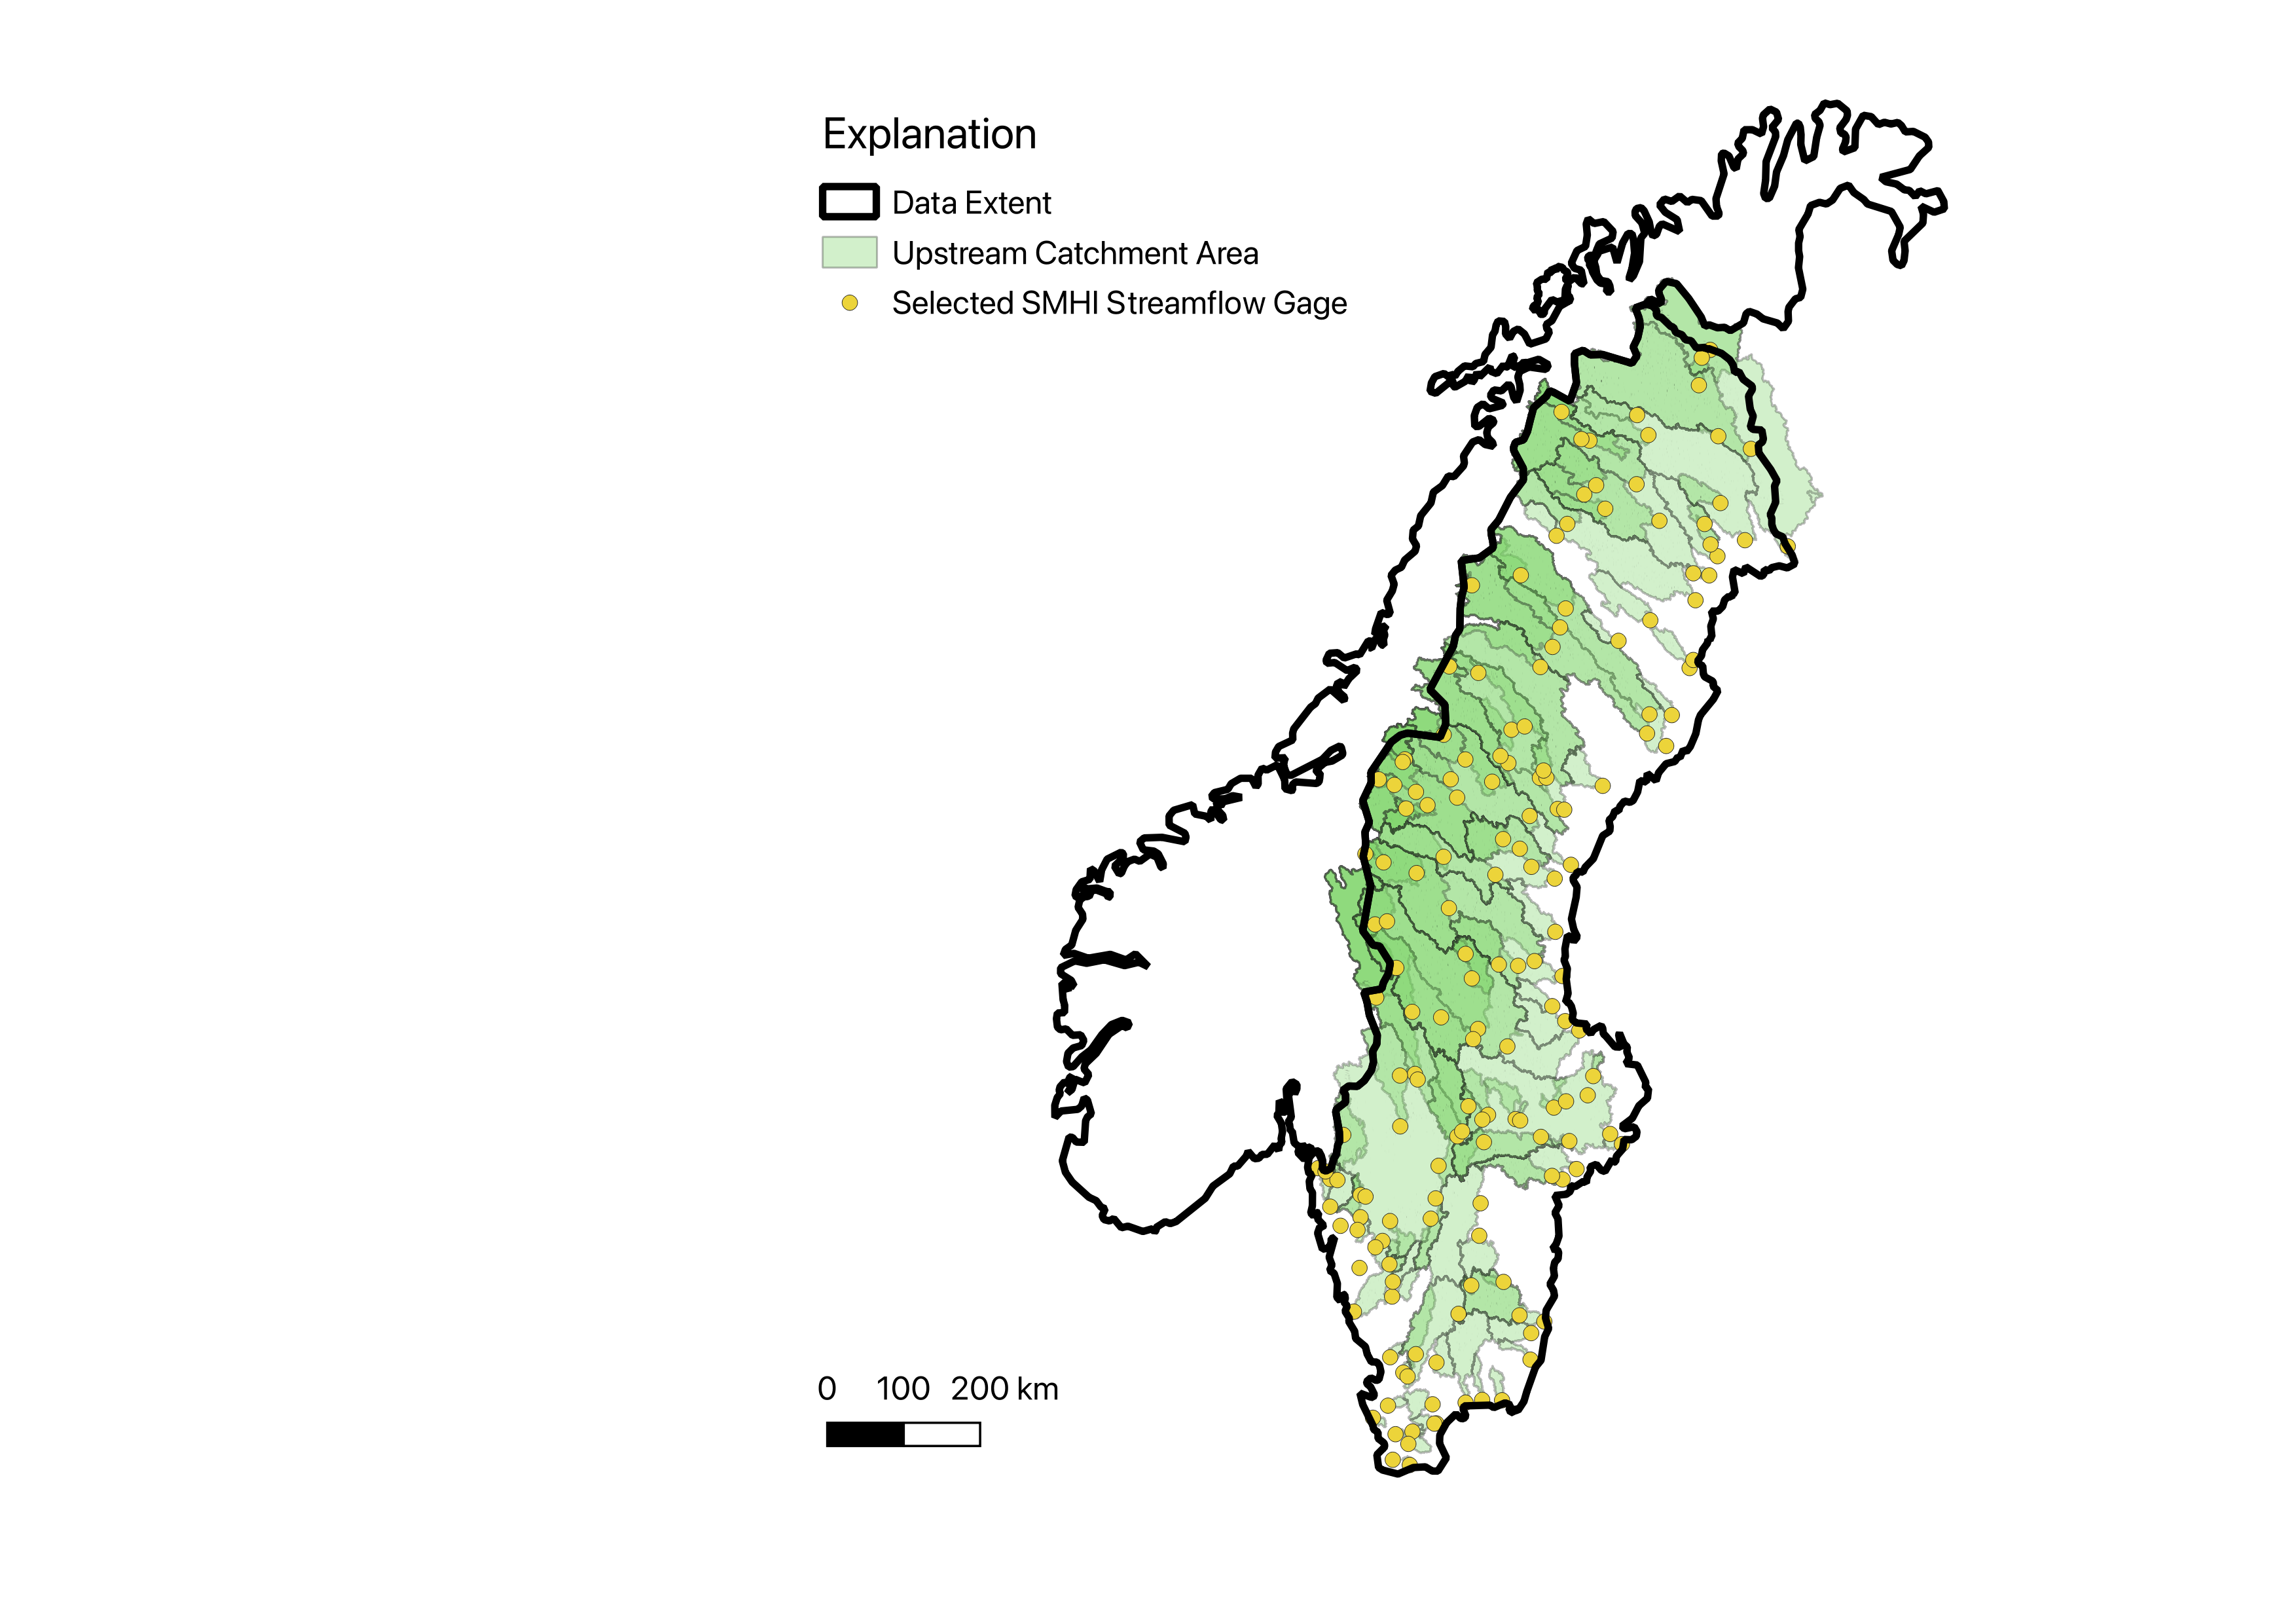 Explanation
Data Extent
Upstream Catchment Area
Selected SMHI Streamflow Gage
0 100 200 km